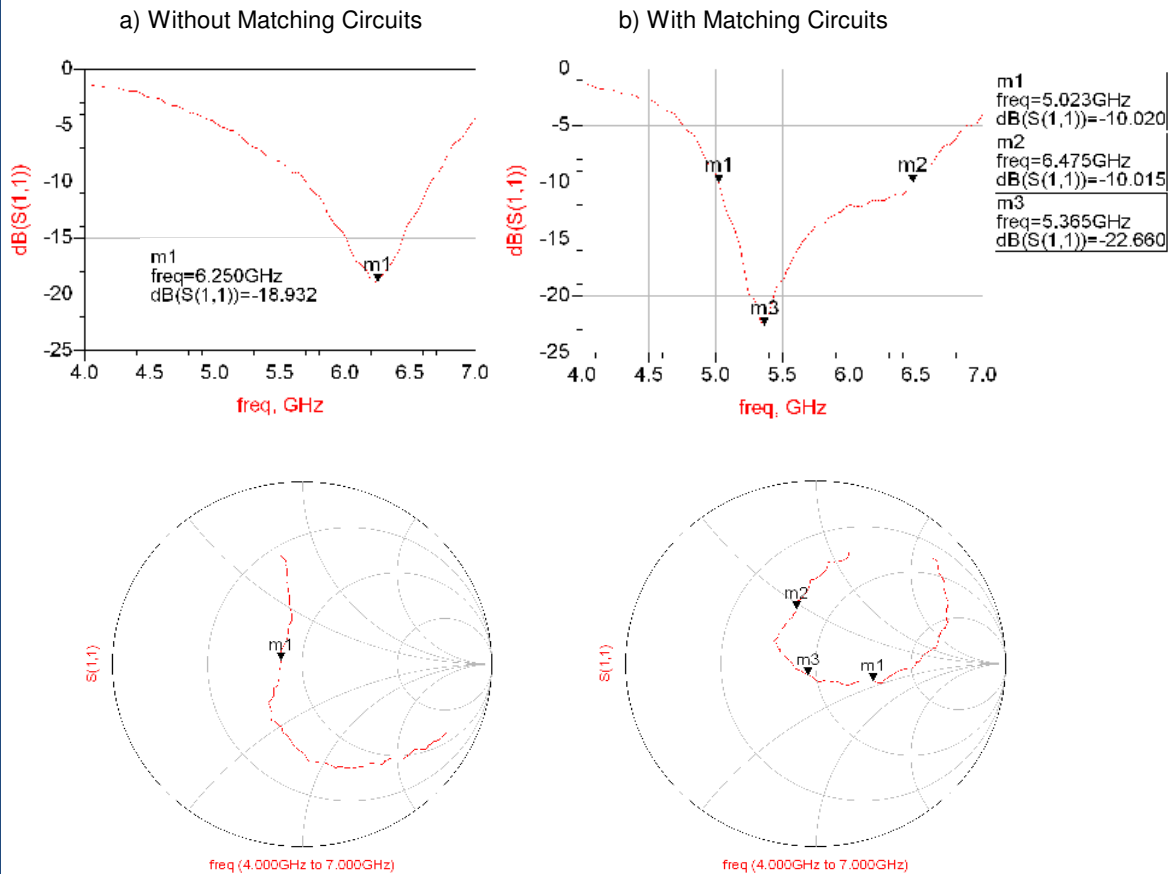 a) Without Matching Circuits
b) With Matching Circuits
0
-5
-10
-15
-20
-25
dB(S(1,1))
m1
m1
freq=6.250GHz
dB(S(1,1))=-18.932
4.0 4.5 5.0 5.5 6.0 6.5 7.0
freq, GHz
0
-5
-10
-15
-20
-25
dB(S(1,1))
m1
m2
m3
4.0 4.5 5.0 5.5 6.0 6.5 7.0
freq, GHz
m1
freq=5.023GHz
dB(S(1,1))=-10.020
m2
freq=6.475GHz
dB(S(1,1))=-10.015
m3
freq=5.365GHz
dB(S(1,1))=-22.660
S(1,1)
m1
freq (4.000GHz to 7.000GHz)
S(1,1)
m2
m3
m1
freq (4.000GHz to 7.000GHz)